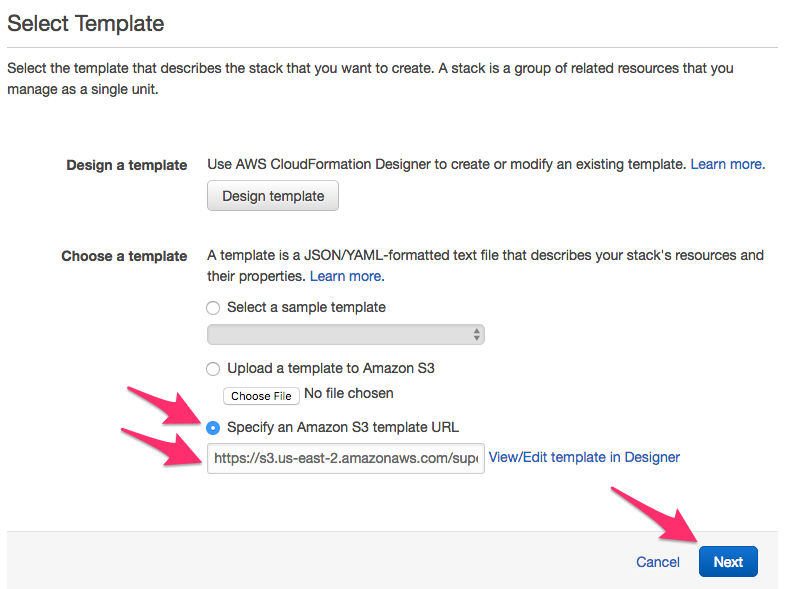 Select Template
Select the template that describes the stack that you want to create. A stack is a group of related resources that you
manage as a single unit.
Design a template
Use AWS CloudFormation Designer to create or modify an existing template. Learn more.
Design template
Choose a template
A template is a JSON/YAML-formatted text file that describes your stack's resources and
their properties. Learn more.
Select a sample template
Upload a template to Amazon S3
Choose File No file chosen
Specify an Amazon S3 template URL
https://s3.us-east-2.amazonaws.com/supe View/Edit template in Designer
Cancel Next